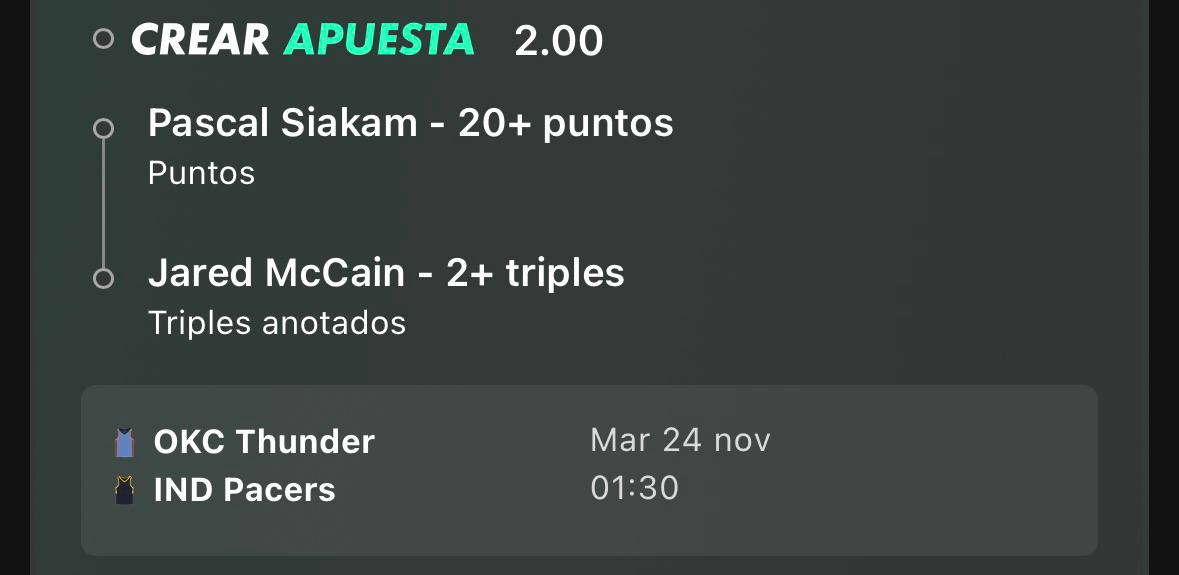 CREAR APUESTA 2.00
Pascal Siakam - 20+ puntos
Puntos
Jared McCain - 2+ triples
Triples anotados
OKC Thunder Mar 24 nov
IND Pacers 01:30